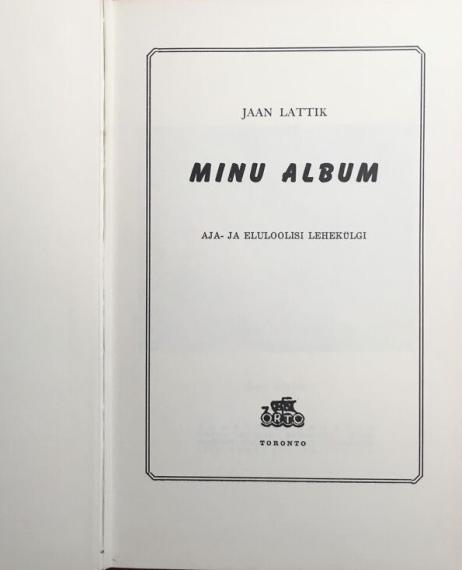 JAAN LATTIK
MINU ALBUM
AJA- JA ELULOOLISI LEHEKÜLGI
ORTO
TORONTO